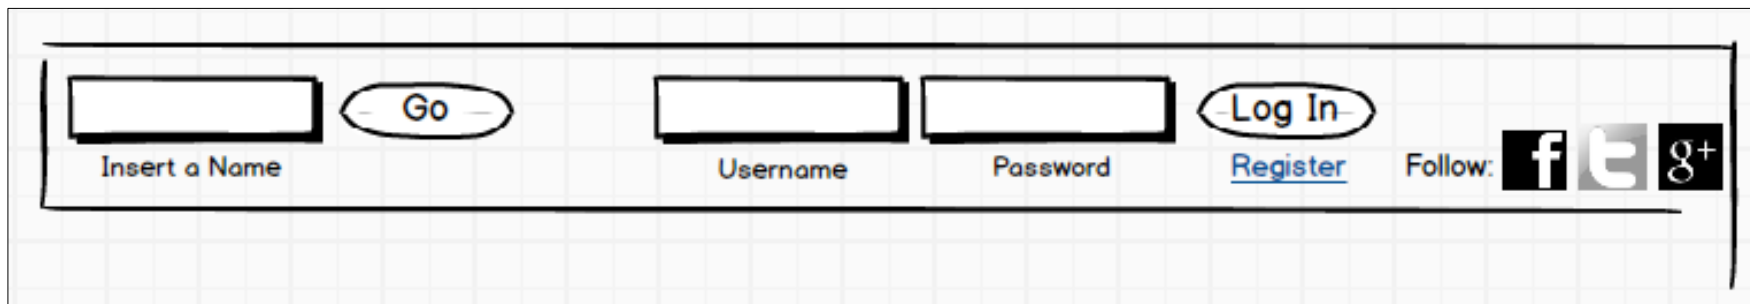 Go
Log In
Insert a Name
Username
Password
Register
Follow:
f
t
g+